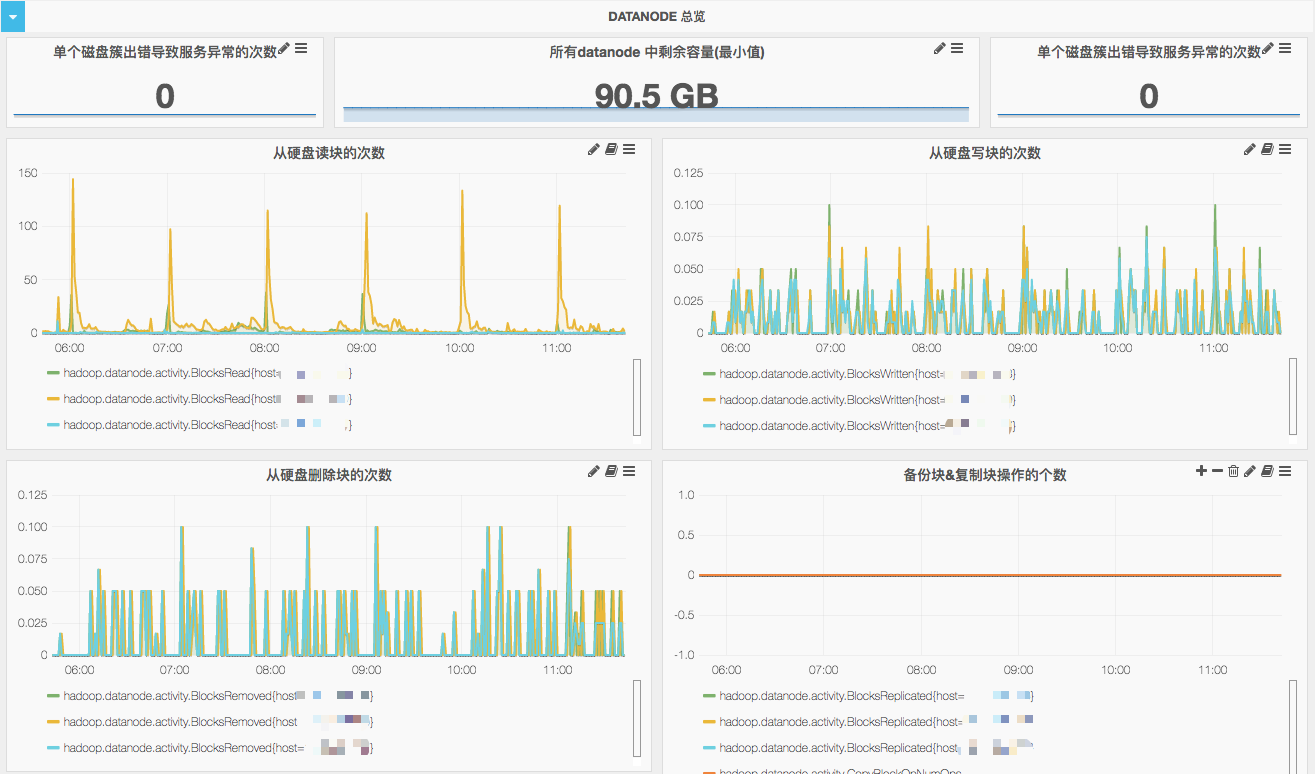 DATANODE 总览
单个磁盘簇出错导致服务异常的次数
0
所有datanode 中剩余容量(最小值)
90.5 GB
单个磁盘簇出错导致服务异常的次数
0
从硬盘读块的次数
150
100
50
0
06:00 07:00 08:00 09:00 10:00 11:00
hadoop.datanode.activity.BlocksRead{host= }
hadoop.datanode.activity.BlocksRead{host }
hadoop.datanode.activity.BlocksRead{host }
从硬盘写块的次数
0.125
0.100
0.075
0.050
0.025
0
06:00 07:00 08:00 09:00 10:00 11:00
hadoop.datanode.activity.BlocksWritten{host= }
hadoop.datanode.activity.BlocksWritten{host= }
hadoop.datanode.activity.BlocksWritten{host= }
从硬盘删除块的次数
0.125
0.100
0.075
0.050
0.025
0
06:00 07:00 08:00 09:00 10:00 11:00
hadoop.datanode.activity.BlocksRemoved{host }
hadoop.datanode.activity.BlocksRemoved{host }
hadoop.datanode.activity.BlocksRemoved{host= }
备份块&复制块操作的个数
1.0
0.5
0
-0.5
-1.0
06:00 07:00 08:00 09:00 10:00 11:00
hadoop.datanode.activity.BlocksReplicated{host= }
hadoop.datanode.activity.BlocksReplicated{host= }
hadoop.datanode.activity.BlocksReplicated{host }
hadoop.datanode.activity.CopyBlockOpNumOps